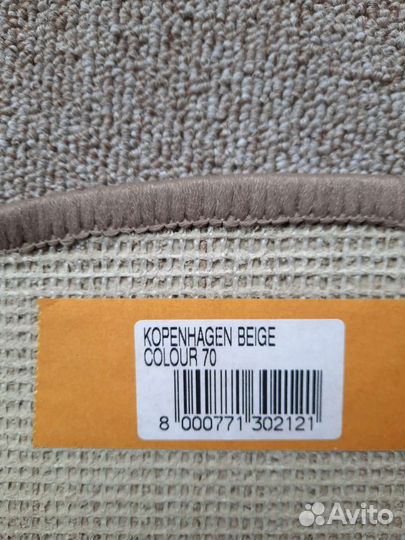 KOPENHAGEN BEIGE
COLOUR 70
8 000771 302121
Avito